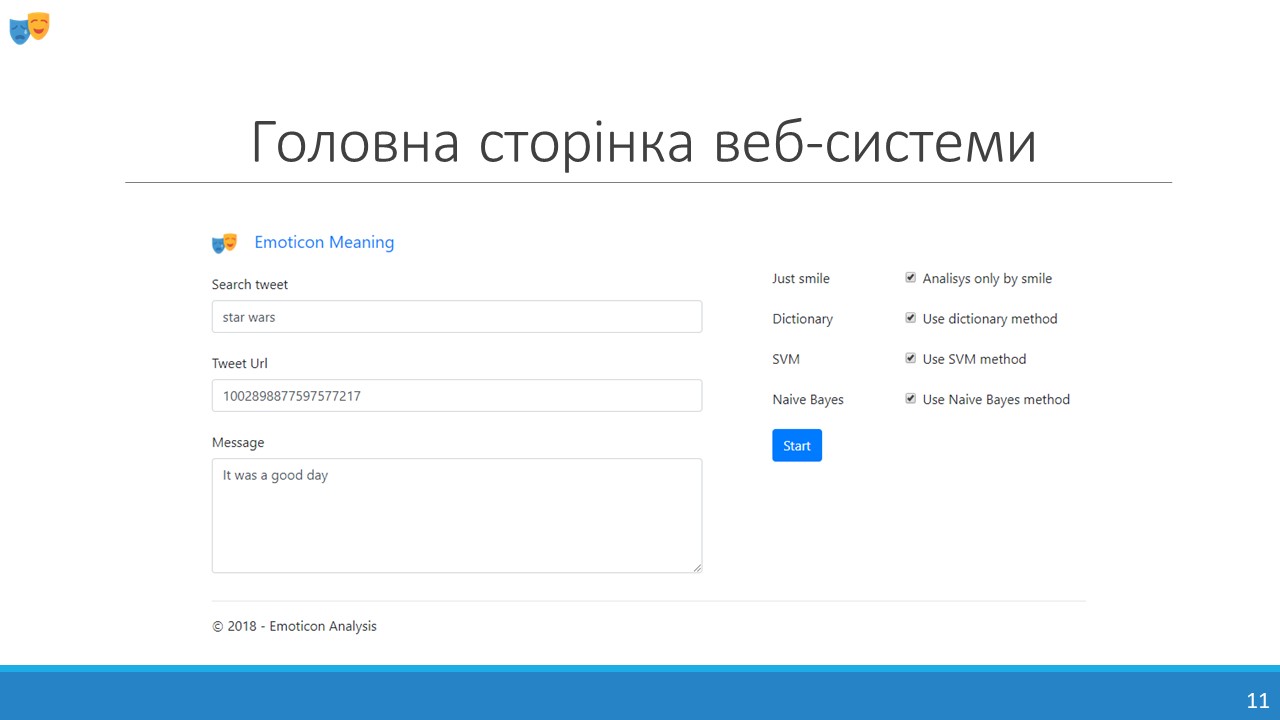 Головна сторінка веб-системи
Emoticon Meaning
Search tweet
star wars
Tweet Url
1002898877597577217
Message
It was a good day
Just smile
Analisys only by smile
Dictionary
Use dictionary method
SVM
Use SVM method
Naive Bayes
Use Naive Bayes method
Start
© 2018 - Emoticon Analysis
11